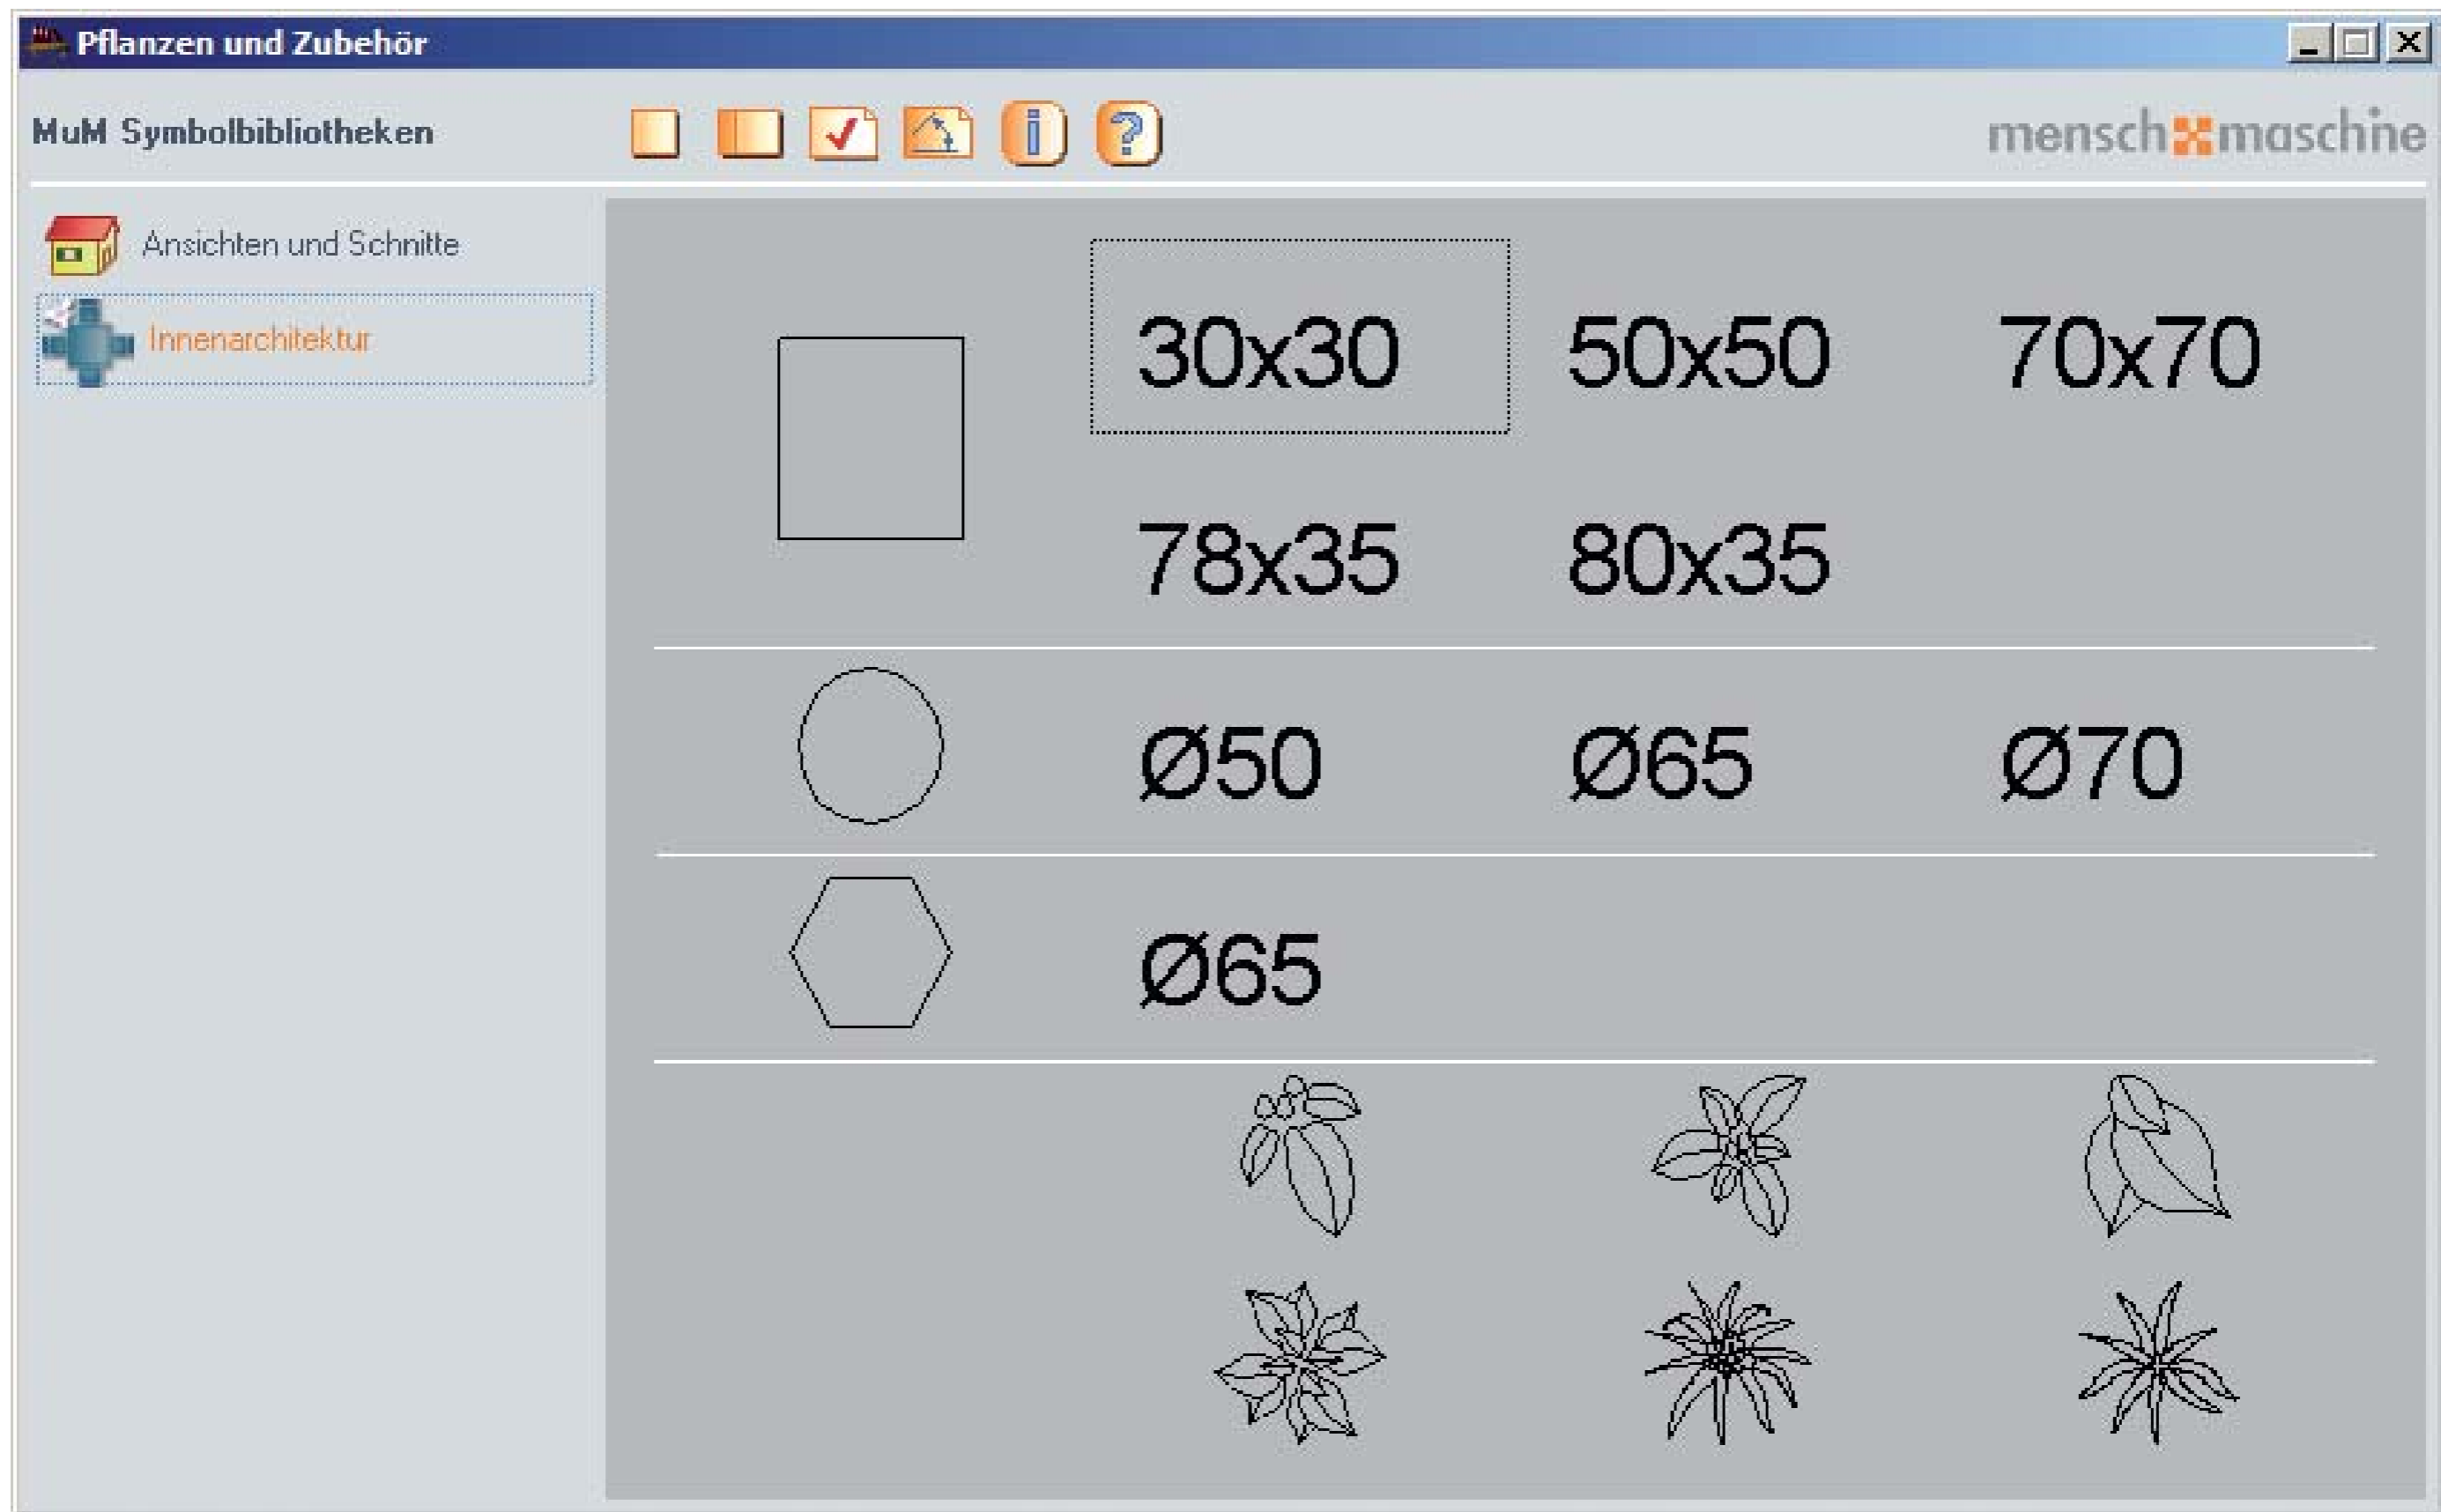 Pflanzen und Zubehör
MuM Symbolbibliotheken
i ?
mensch maschine
Ansichten und Schnitte
Innenarchitektur
30x30 50x50 70x70
78x35 80x35
Ø50 Ø65 Ø70
Ø65